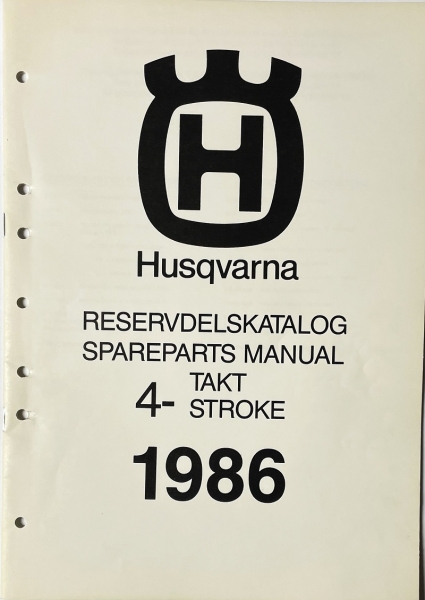 H
Husqvarna
RESERVDELSKATALOG
SPAREPARTS MANUAL
4- TAKT
STROKE
1986